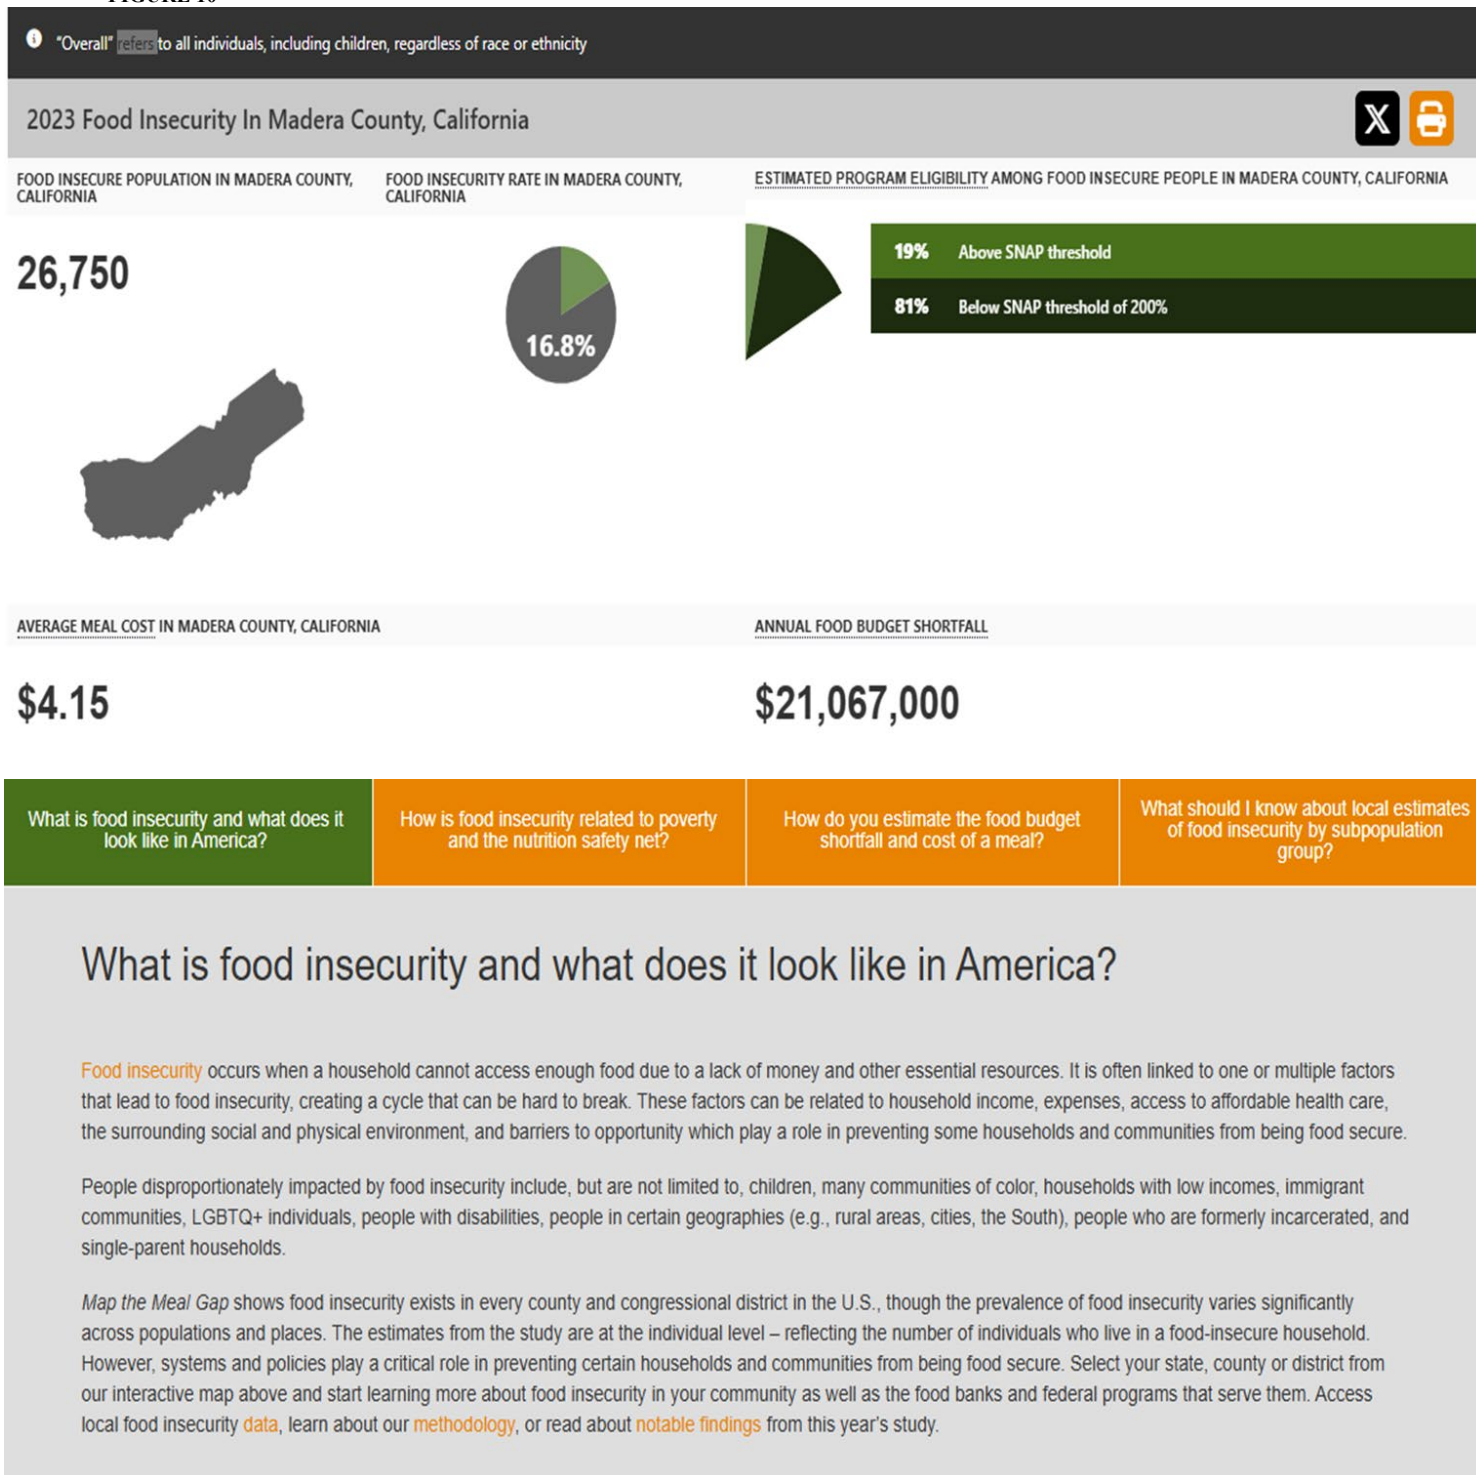 FIGURE 10
"Overall" refers to all individuals, including children, regardless of race or ethnicity
2023 Food Insecurity In Madera County, California
FOOD INSECURE POPULATION IN MADERA COUNTY,
CALIFORNIA
26,750
FOOD INSECURITY RATE IN MADERA COUNTY,
CALIFORNIA
16.8%
ESTIMATED PROGRAM ELIGIBILITY AMONG FOOD INSECURE PEOPLE IN MADERA COUNTY, CALIFORNIA
19% Above SNAP threshold
81% Below SNAP threshold of 200%
AVERAGE MEAL COST IN MADERA COUNTY, CALIFORNIA
$4.15
ANNUAL FOOD BUDGET SHORTFALL
$21,067,000
What is food insecurity and what does it
look like in America?
How is food insecurity related to poverty
and the nutrition safety net?
How do you estimate the food budget
shortfall and cost of a meal?
What should I know about local estimates
of food insecurity by subpopulation
group?
What is food insecurity and what does it look like in America?
Food insecurity occurs when a household cannot access enough food due to a lack of money and other essential resources. It is often linked to one or multiple factors
that lead to food insecurity, creating a cycle that can be hard to break. These factors can be related to household income, expenses, access to affordable health care,
the surrounding social and physical environment, and barriers to opportunity which play a role in preventing some households and communities from being food secure.
People disproportionately impacted by food insecurity include, but are not limited to, children, many communities of color, households with low incomes, immigrant
communities, LGBTQ+ individuals, people with disabilities, people in certain geographies (e.g., rural areas, cities, the South), people who are formerly incarcerated, and
single-parent households.
Map the Meal Gap shows food insecurity exists in every county and congressional district in the U.S., though the prevalence of food insecurity varies significantly
across populations and places. The estimates from the study are at the individual level – reflecting the number of individuals who live in a food-insecure household.
However, systems and policies play a critical role in preventing certain households and communities from being food secure. Select your state, county or district from
our interactive map above and start learning more about food insecurity in your community as well as the food banks and federal programs that serve them. Access
local food insecurity data, learn about our methodology, or read about notable findings from this year's study.